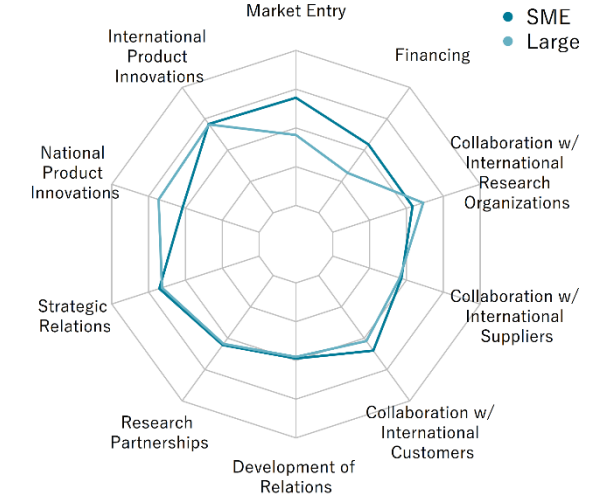 Market Entry
SME
Large
Financing
International
Product
Innovations
Collaboration w/
International
Research
Organizations
National
Product
Innovations
Collaboration w/
International
Suppliers
Strategic
Relations
Collaboration w/
International
Customers
Research
Partnerships
Development of
Relations